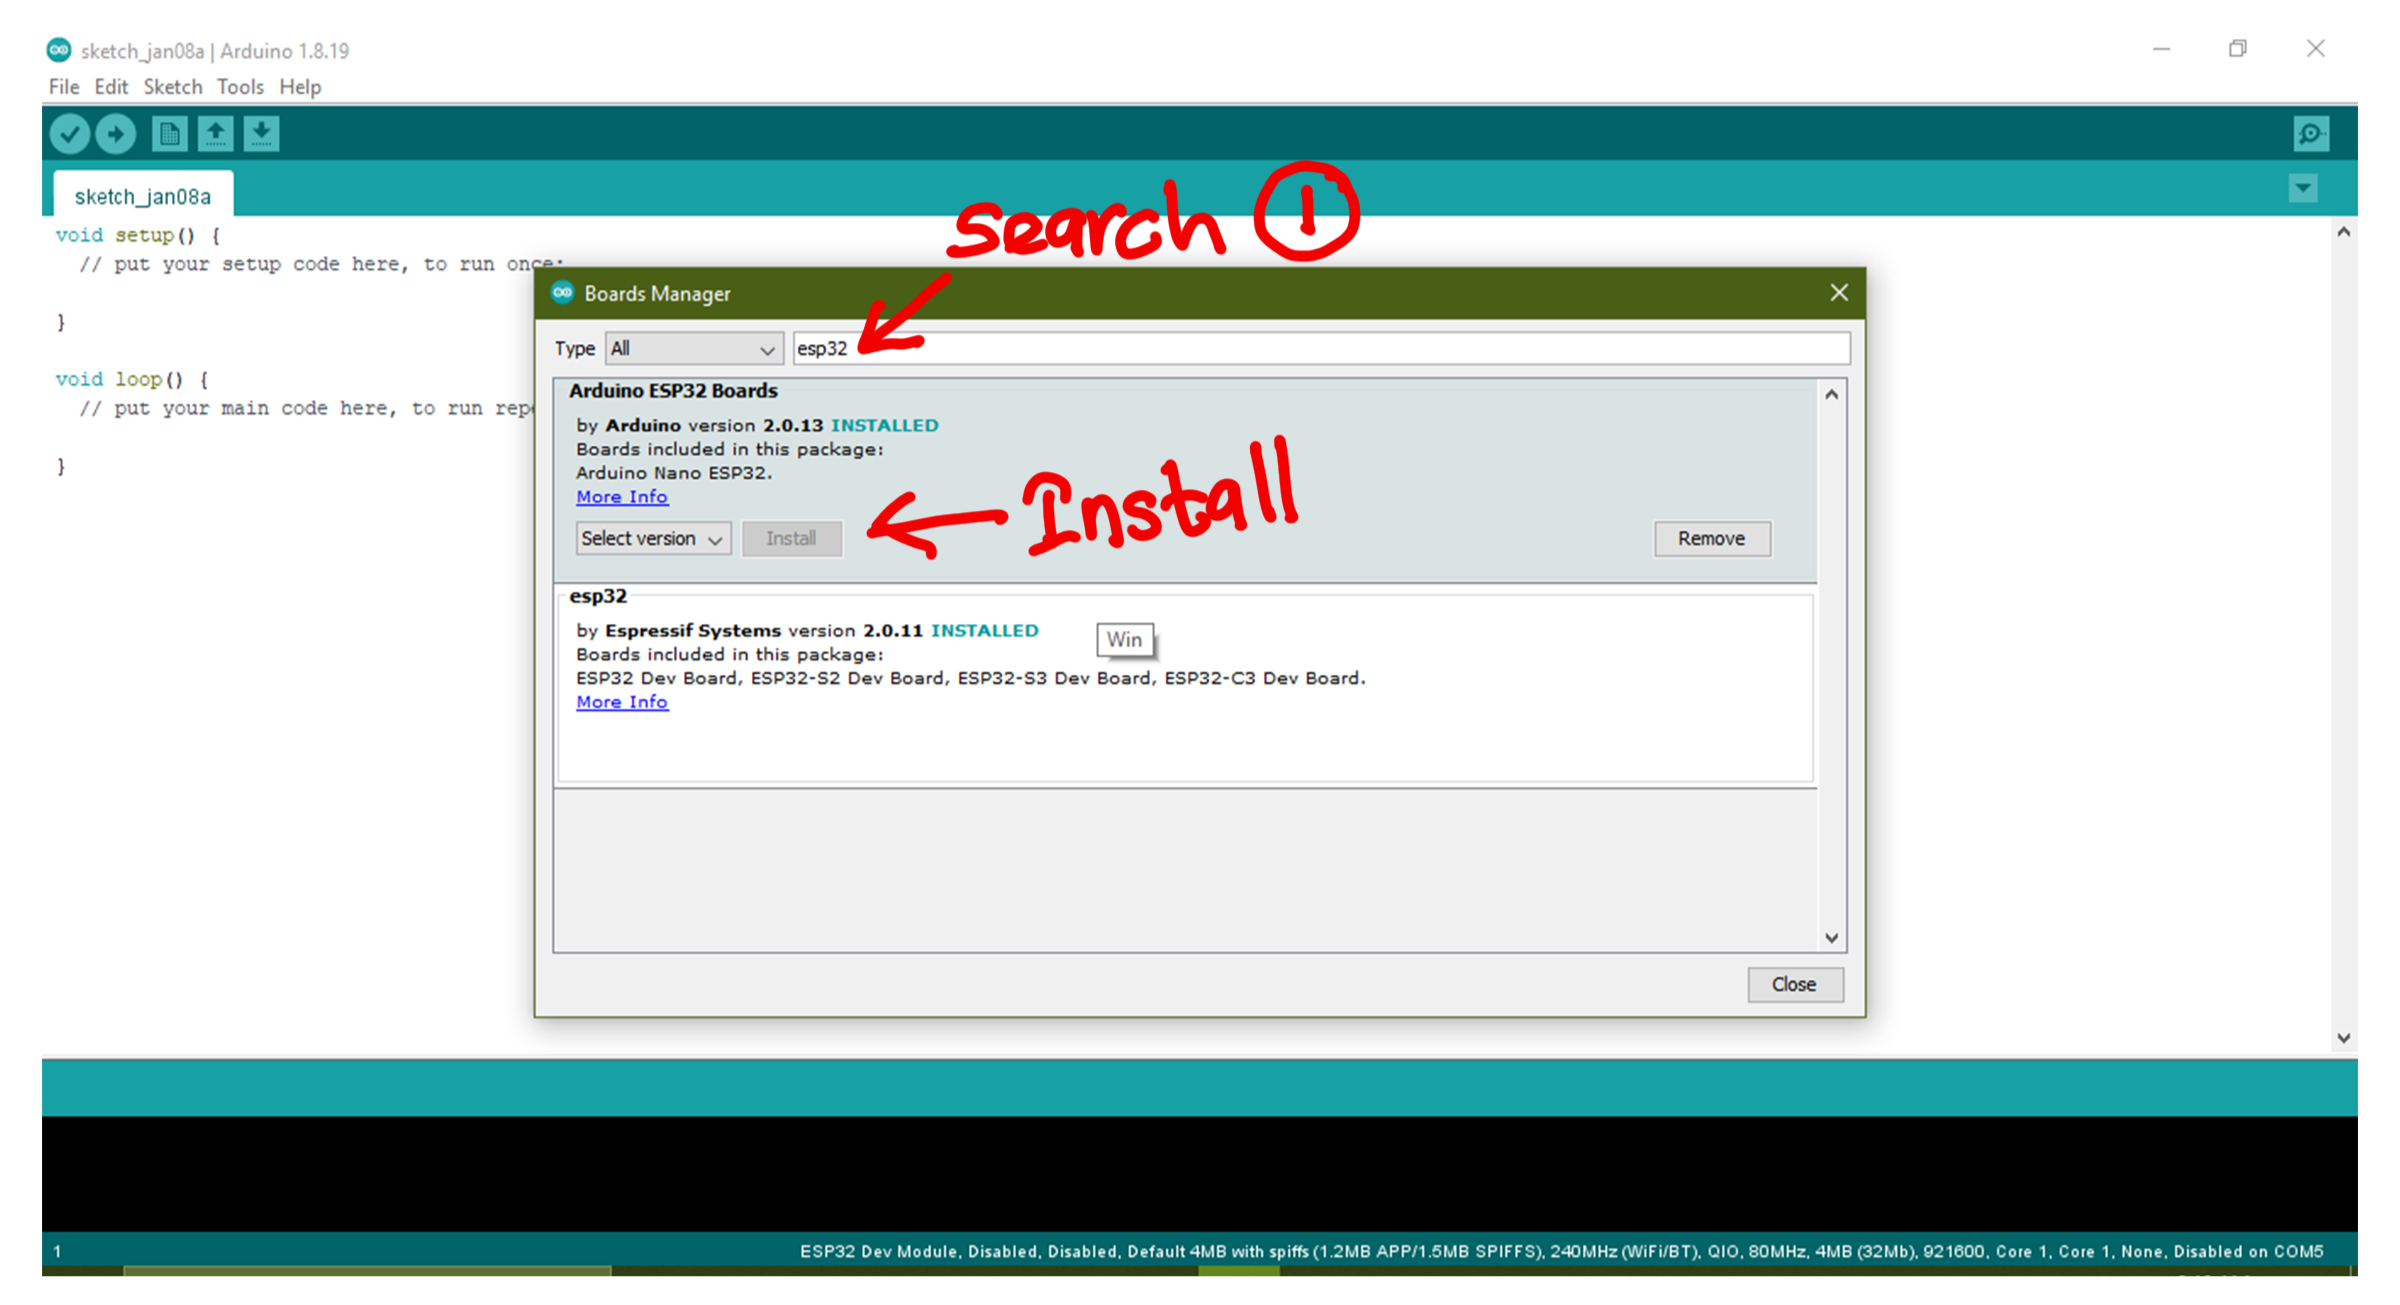 sketch_jan08a | Arduino 1.8.19
File Edit Sketch Tools Help
sketch_jan08a
search 1
void setup() {
// put your setup code here, to run once:
}
void loop() {
// put your main code here, to run rep
}
Boards Manager
Type All esp32
Arduino ESP32 Boards
by Arduino version 2.0.13 INSTALLED
Boards included in this package:
Arduino Nano ESP32.
More Info
Install
Select version Install Remove
esp32
by Espressif Systems version 2.0.11 INSTALLED
Win
Boards included in this package:
ESP32 Dev Board, ESP32-S2 Dev Board, ESP32-S3 Dev Board, ESP32-C3 Dev Board.
More Info
Close
1 ESP32 Dev Module, Disabled, Disabled, Default 4MB with spiffs (1.2MB APP/1.5MB SPIFFS), 240MHz (WiFi/BT), QIO, 80MHz, 4MB (32Mb), 921600, Core 1, Core 1, None, Disabled on COM5